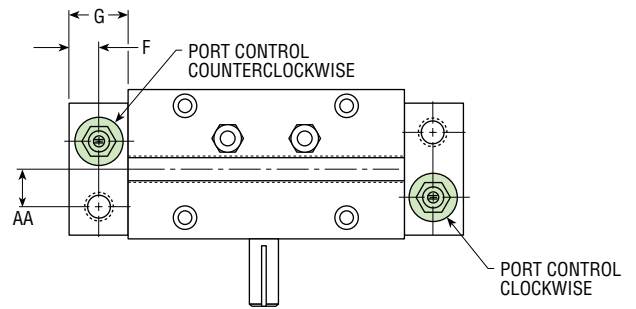 G
F
PORT CONTROL
COUNTERCLOCKWISE
AA
PORT CONTROL
CLOCKWISE